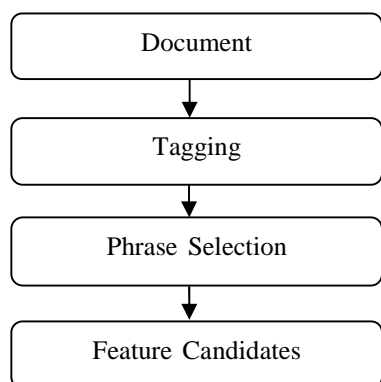 Document
Tagging
Phrase Selection
Feature Candidates